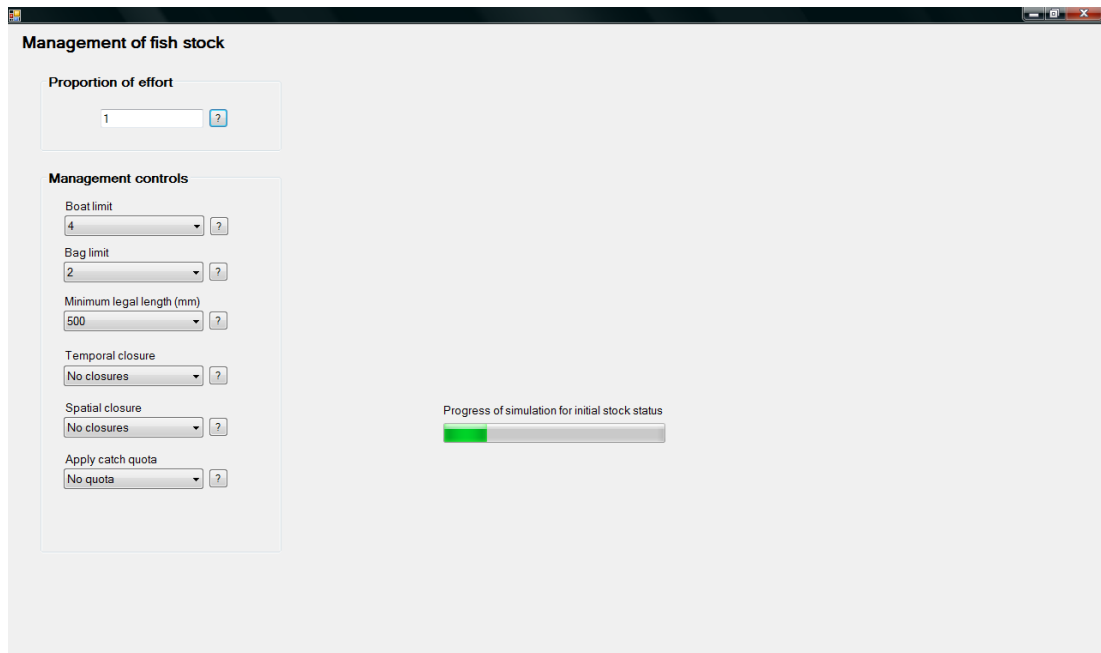 Management of fish stock
Proportion of effort
1
?
Management controls
Boat limit
4
?
Bag limit
2
?
Minimum legal length (mm)
500
?
Temporal closure
No closures
?
Spatial closure
No closures
?
Progress of simulation for initial stock status
Apply catch quota
No quota
?